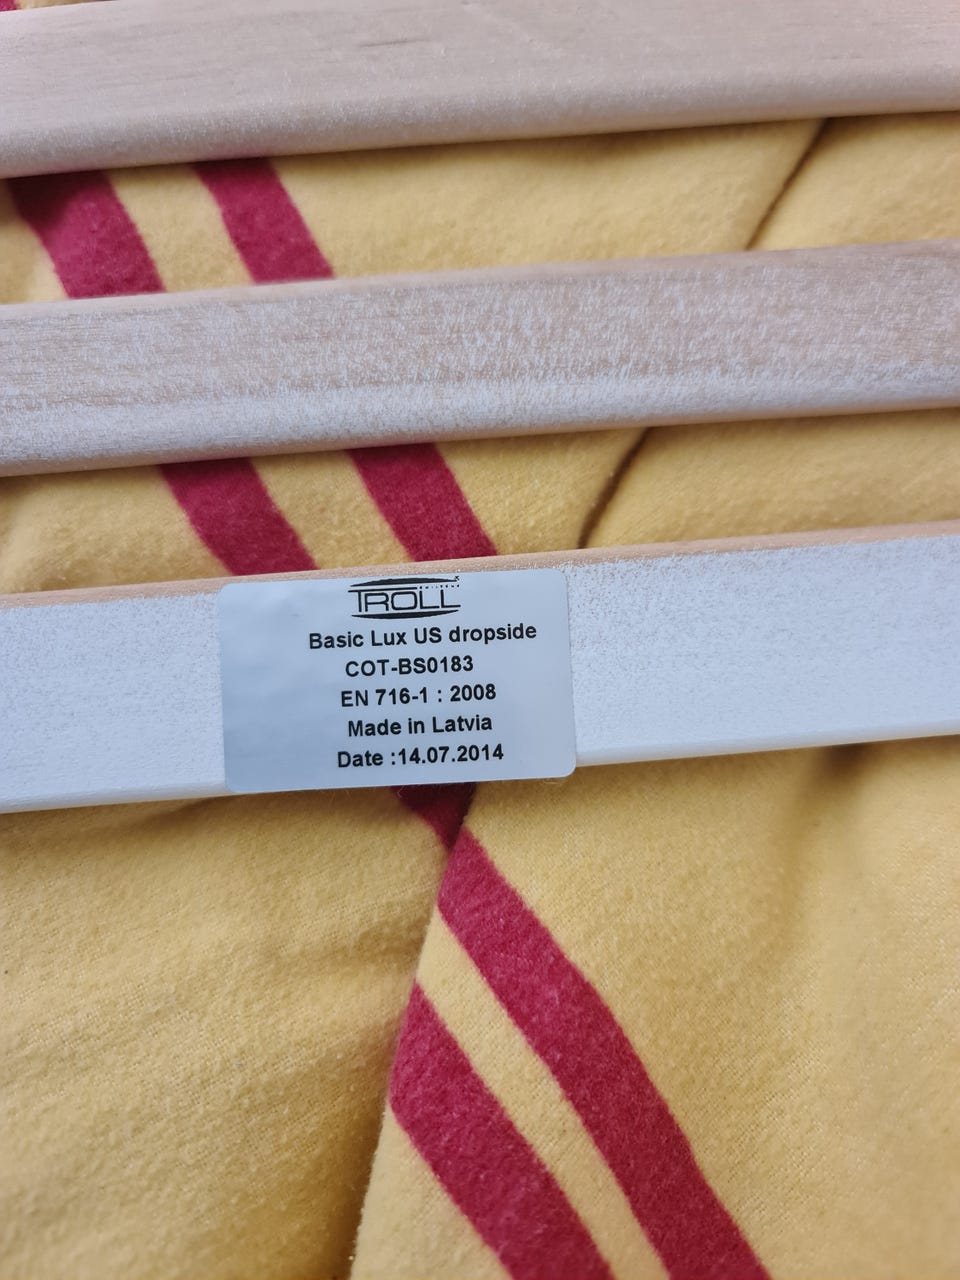 TROLL
Basic Lux US dropside
COT-BS0183
EN 716-1 : 2008
Made in Latvia
Date :14.07.2014